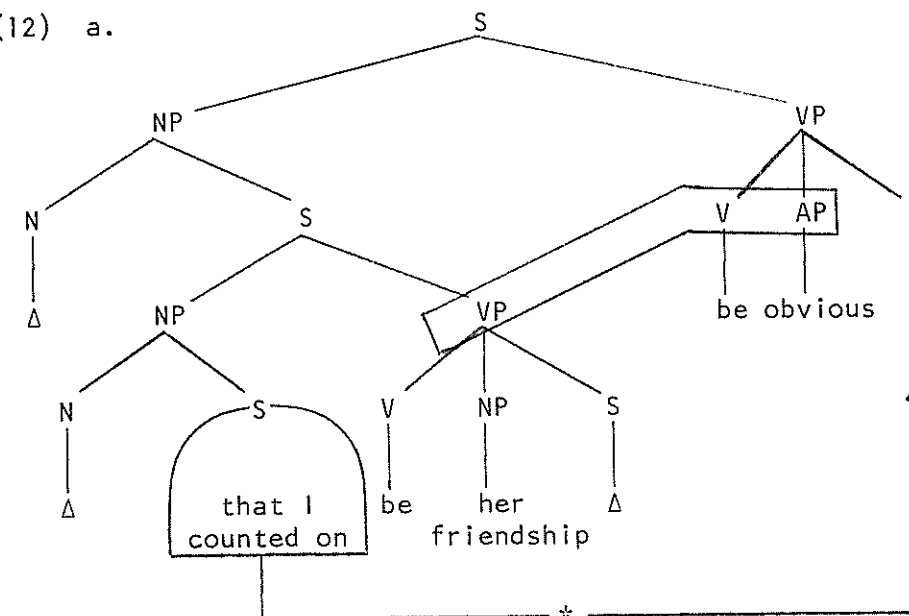 (12) a.
S
NP VP
N S V AP
Δ NP VP be obvious
N S V NP S
Δ that I be her Δ
counted on friendship
*